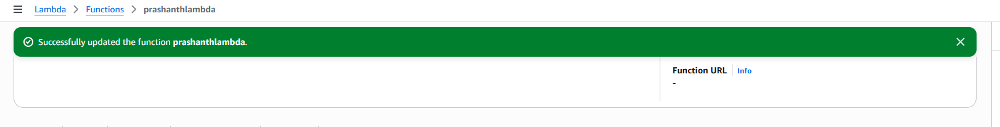 Lambda > Functions > prashanthlambda
Successfully updated the function prashanthlambda.
Function URL | Info
-